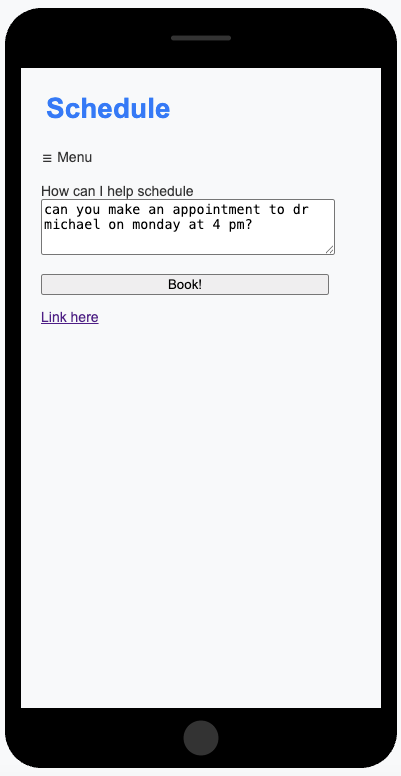 Schedule
≡ Menu
How can I help schedule
can you make an appointment to dr
michael on monday at 4 pm?
Book!
Link here